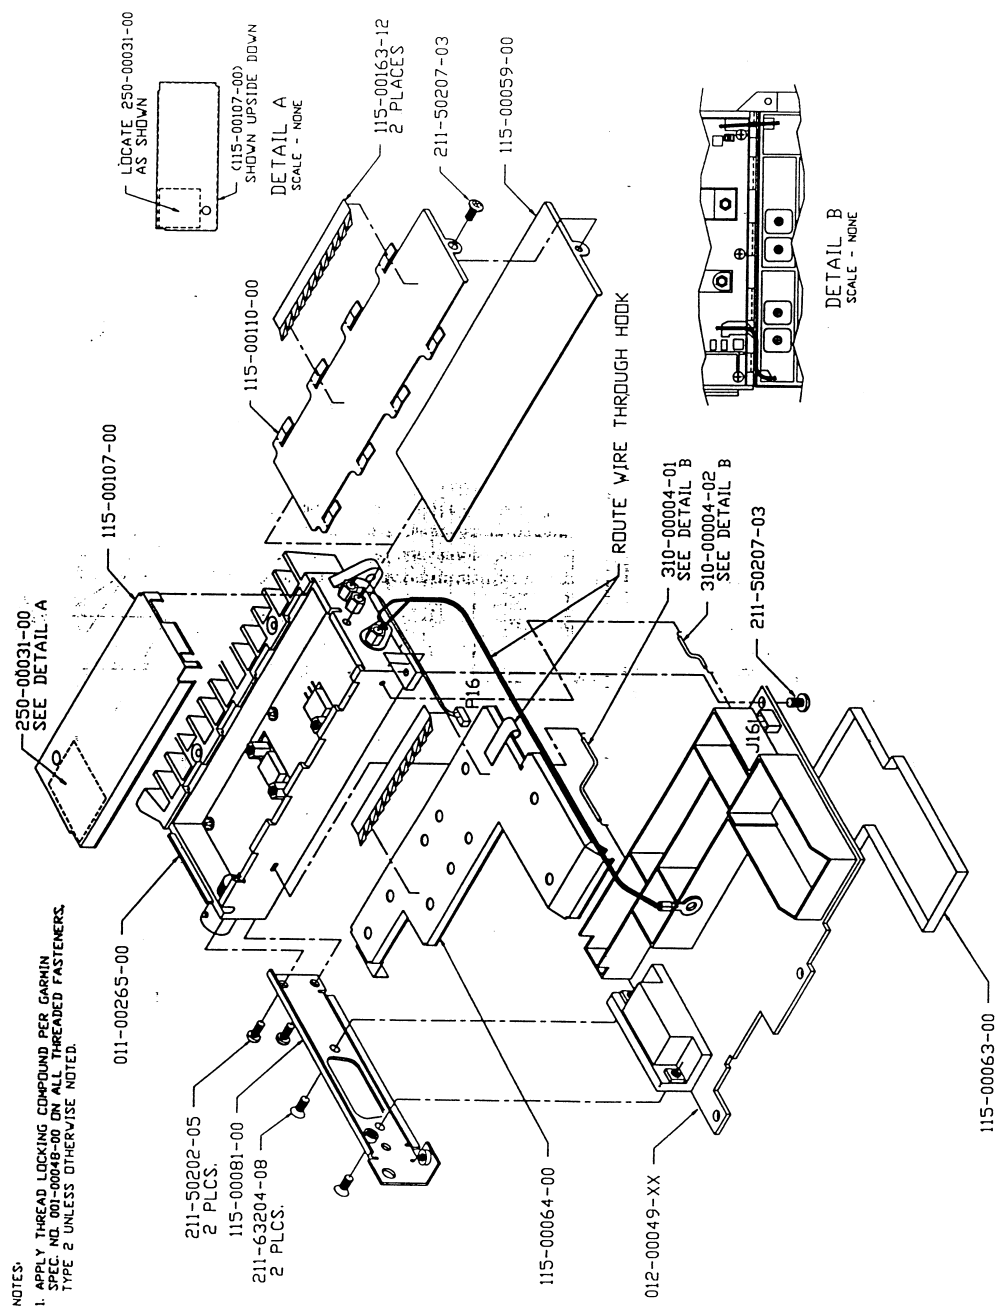 NOTES:
1. APPLY THREAD LOCKING COMPOUND PER GARMIN
SPEC. NO. 001-00048-00 ON ALL THREADED FASTENERS,
TYPE 2 UNLESS OTHERWISE NOTED.
250-00031-00
SEE DETAIL A
115-00107-00
LOCATE 250-00031-00
AS SHOWN
(115-00107-00)
SHOWN UPSIDE DOWN
DETAIL A
SCALE - NONE
011-00265-00
115-00110-00
115-00163-12
2 PLACES
211-50207-03
115-00059-00
211-50202-05
2 PLCS.
115-00081-00
211-63204-08
2 PLCS.
P16
ROUTE WIRE THROUGH HOOK
310-00004-01
SEE DETAIL B
310-00004-02
SEE DETAIL B
211-50207-03
J16
115-00064-00
012-00049-XX
115-00063-00
DETAIL B
SCALE - NONE